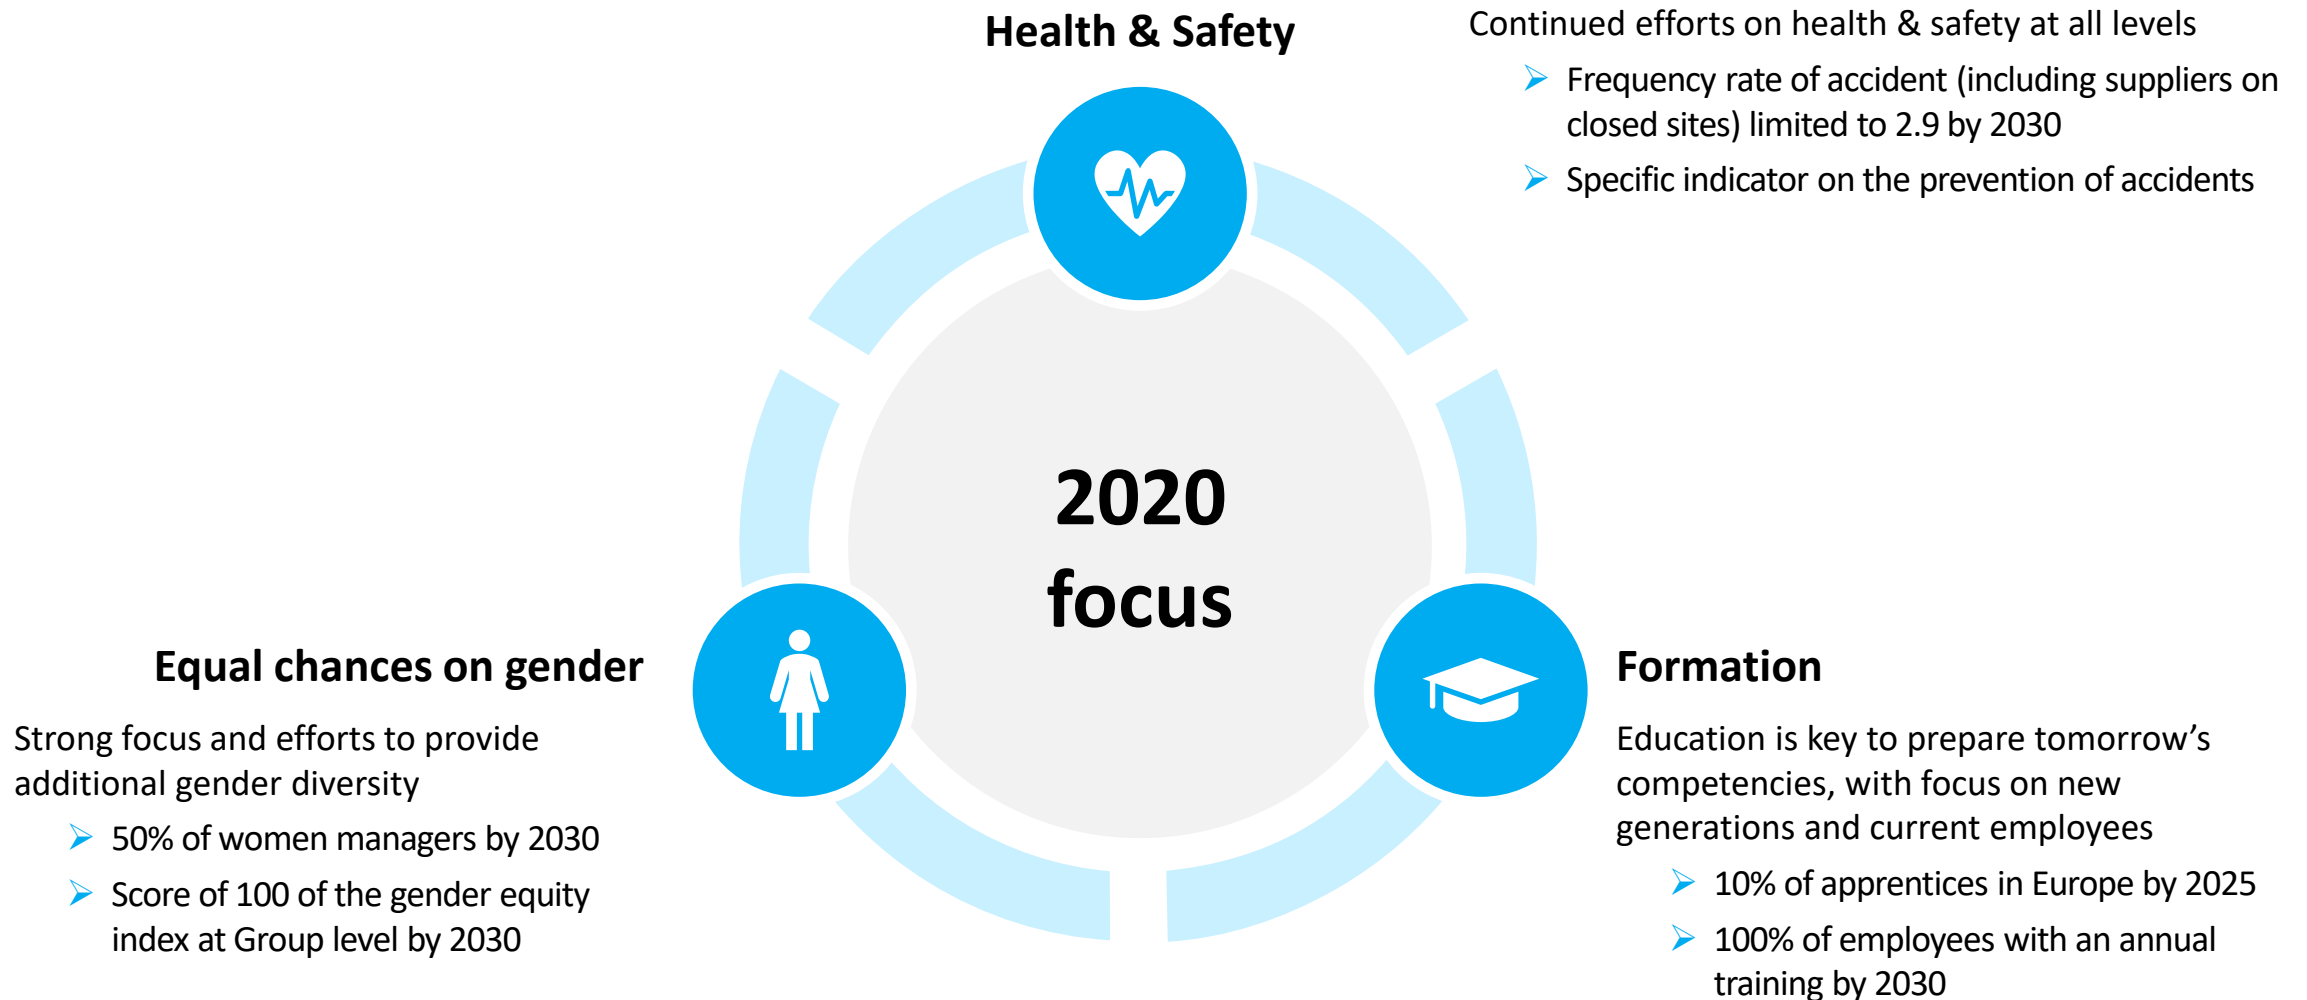 Health & Safety
Continued efforts on health & safety at all levels
➢ Frequency rate of accident (including suppliers on
closed sites) limited to 2.9 by 2030
➢ Specific indicator on the prevention of accidents
2020
focus
Equal chances on gender
Strong focus and efforts to provide
additional gender diversity
➢ 50% of women managers by 2030
➢ Score of 100 of the gender equity
index at Group level by 2030
Formation
Education is key to prepare tomorrow’s
competencies, with focus on new
generations and current employees
➢ 10% of apprentices in Europe by 2025
➢ 100% of employees with an annual
training by 2030